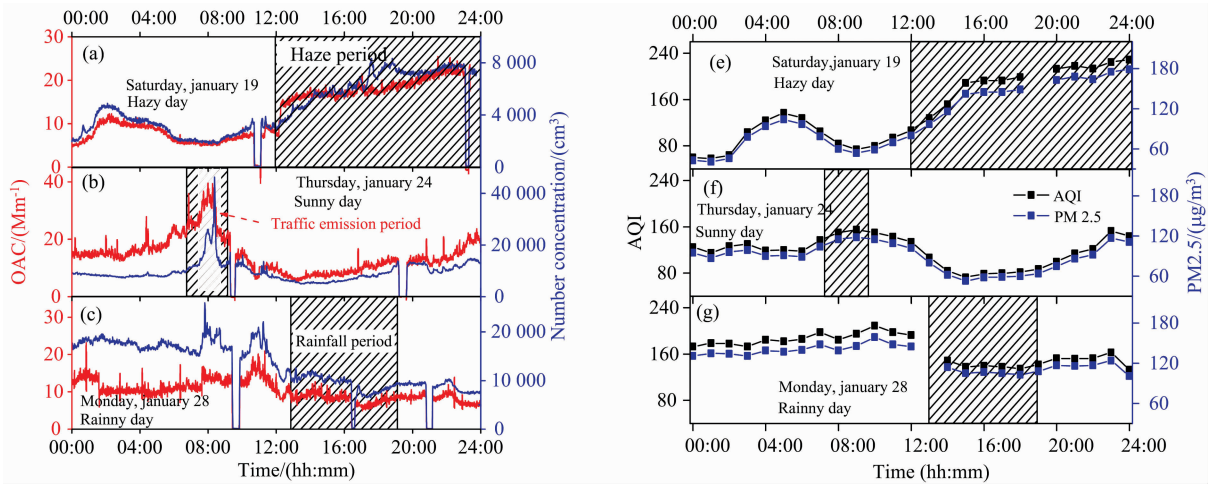 00:00 04:00 08:00 12:00 16:00 20:00 24:00
30
20
10
0
(a)
Haze period
Saturday, january 19
Hazy day
8 000
4 000
0
40
20
0
(b)
Thursday, january 24
Sunny day
Traffic emission period
40 000
20 000
0
30
20
10
0
(c)
Rainfall period
Monday, january 28
Rainny day
20 000
10 000
0
OAC/(Mm-1)
Number concentration/(cm3)
00:00 04:00 08:00 12:00 16:00 20:00 24:00
Time/(hh:mm)
00:00 04:00 08:00 12:00 16:00 20:00 24:00
240
160
80
(e)
Saturday, january 19
Hazy day
180
120
60
240
160
80
(f)
Thursday, january 24
Sunny day
AQI
PM 2.5
180
120
60
240
160
80
(g)
Monday, january 28
Rainny day
180
120
60
AQI
PM2.5/(μg/m3)
00:00 04:00 08:00 12:00 16:00 20:00 24:00
Time (hh:mm)